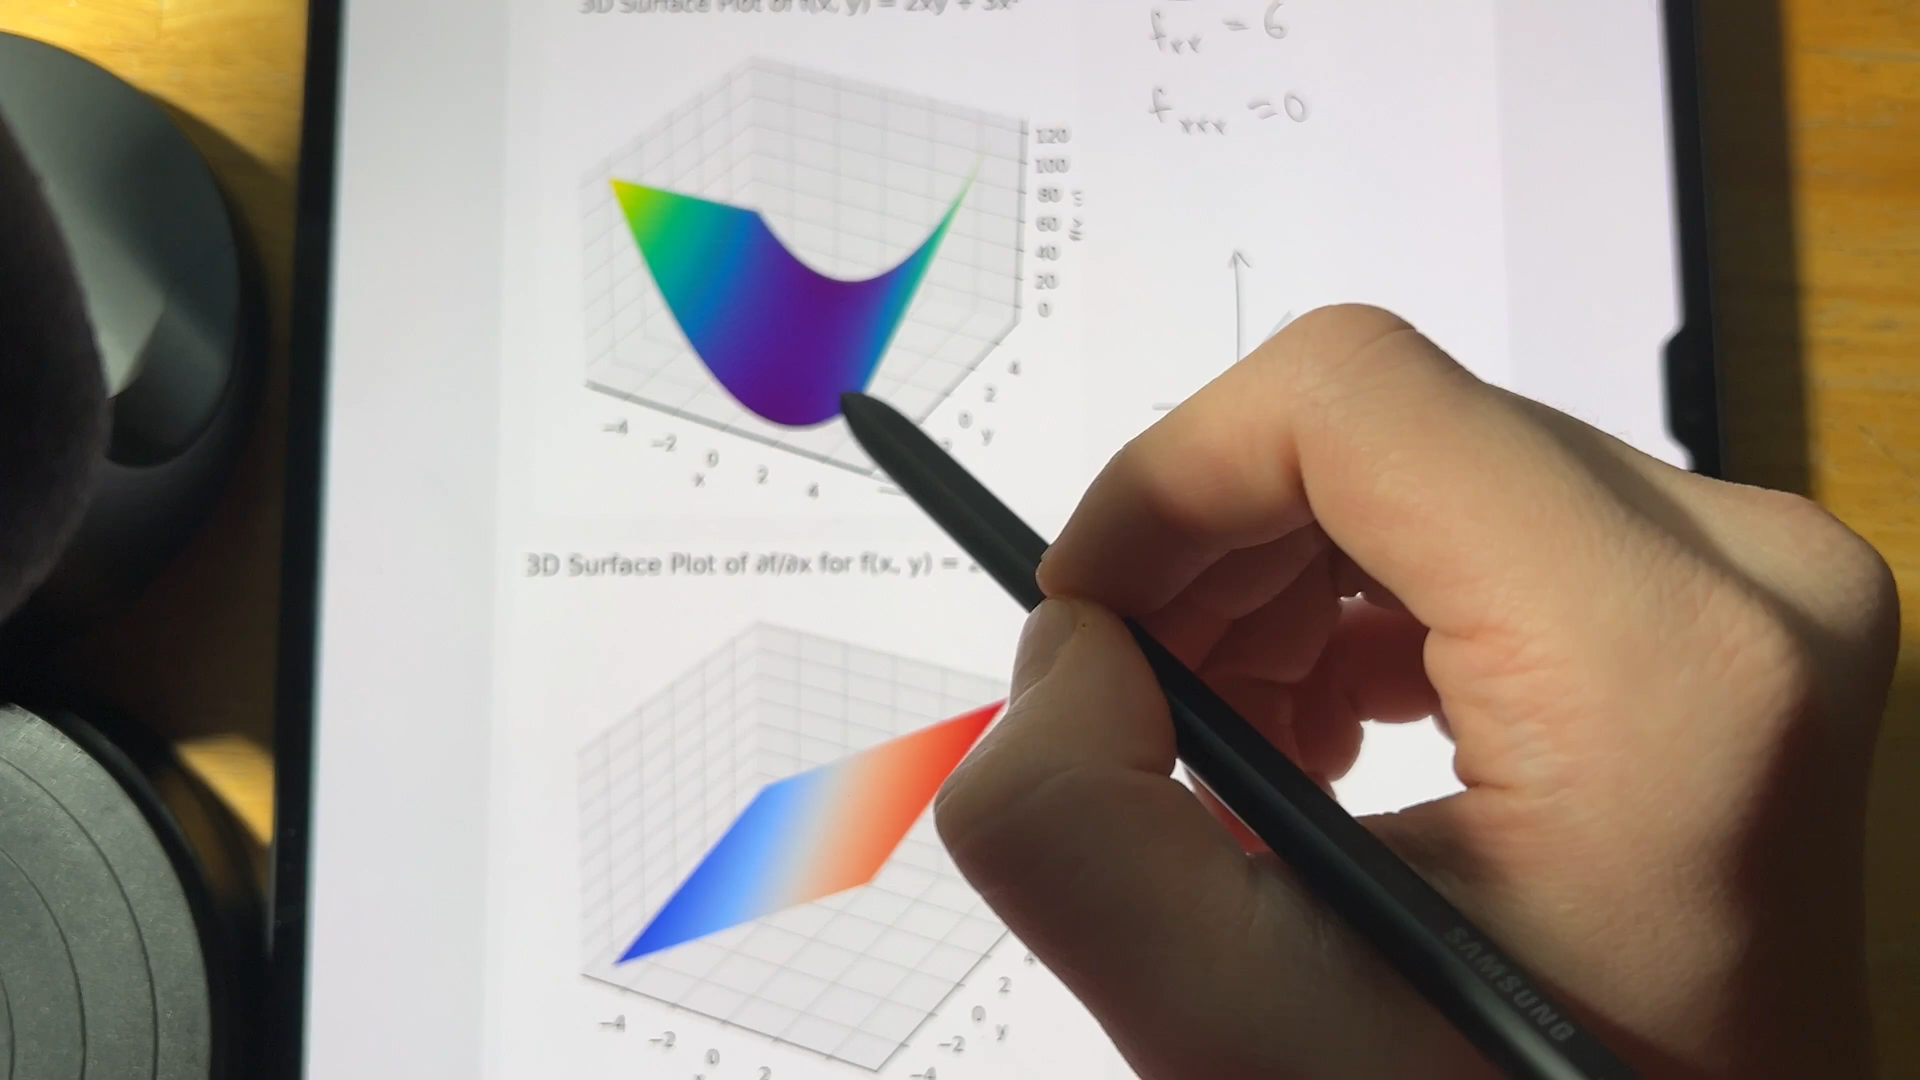 3D Surface Plot of f(x, y) = 2xy + 3x²
fxx = 6
fxxx = 0
120
100
80
60
40
20
0
4
2
0
y
-4
-2
0
2
4
x
3D Surface Plot of ∂f/∂x for f(x, y) =
4
2
0
-2
-4
y
-4
-2
0
2
x
SAMSUNG